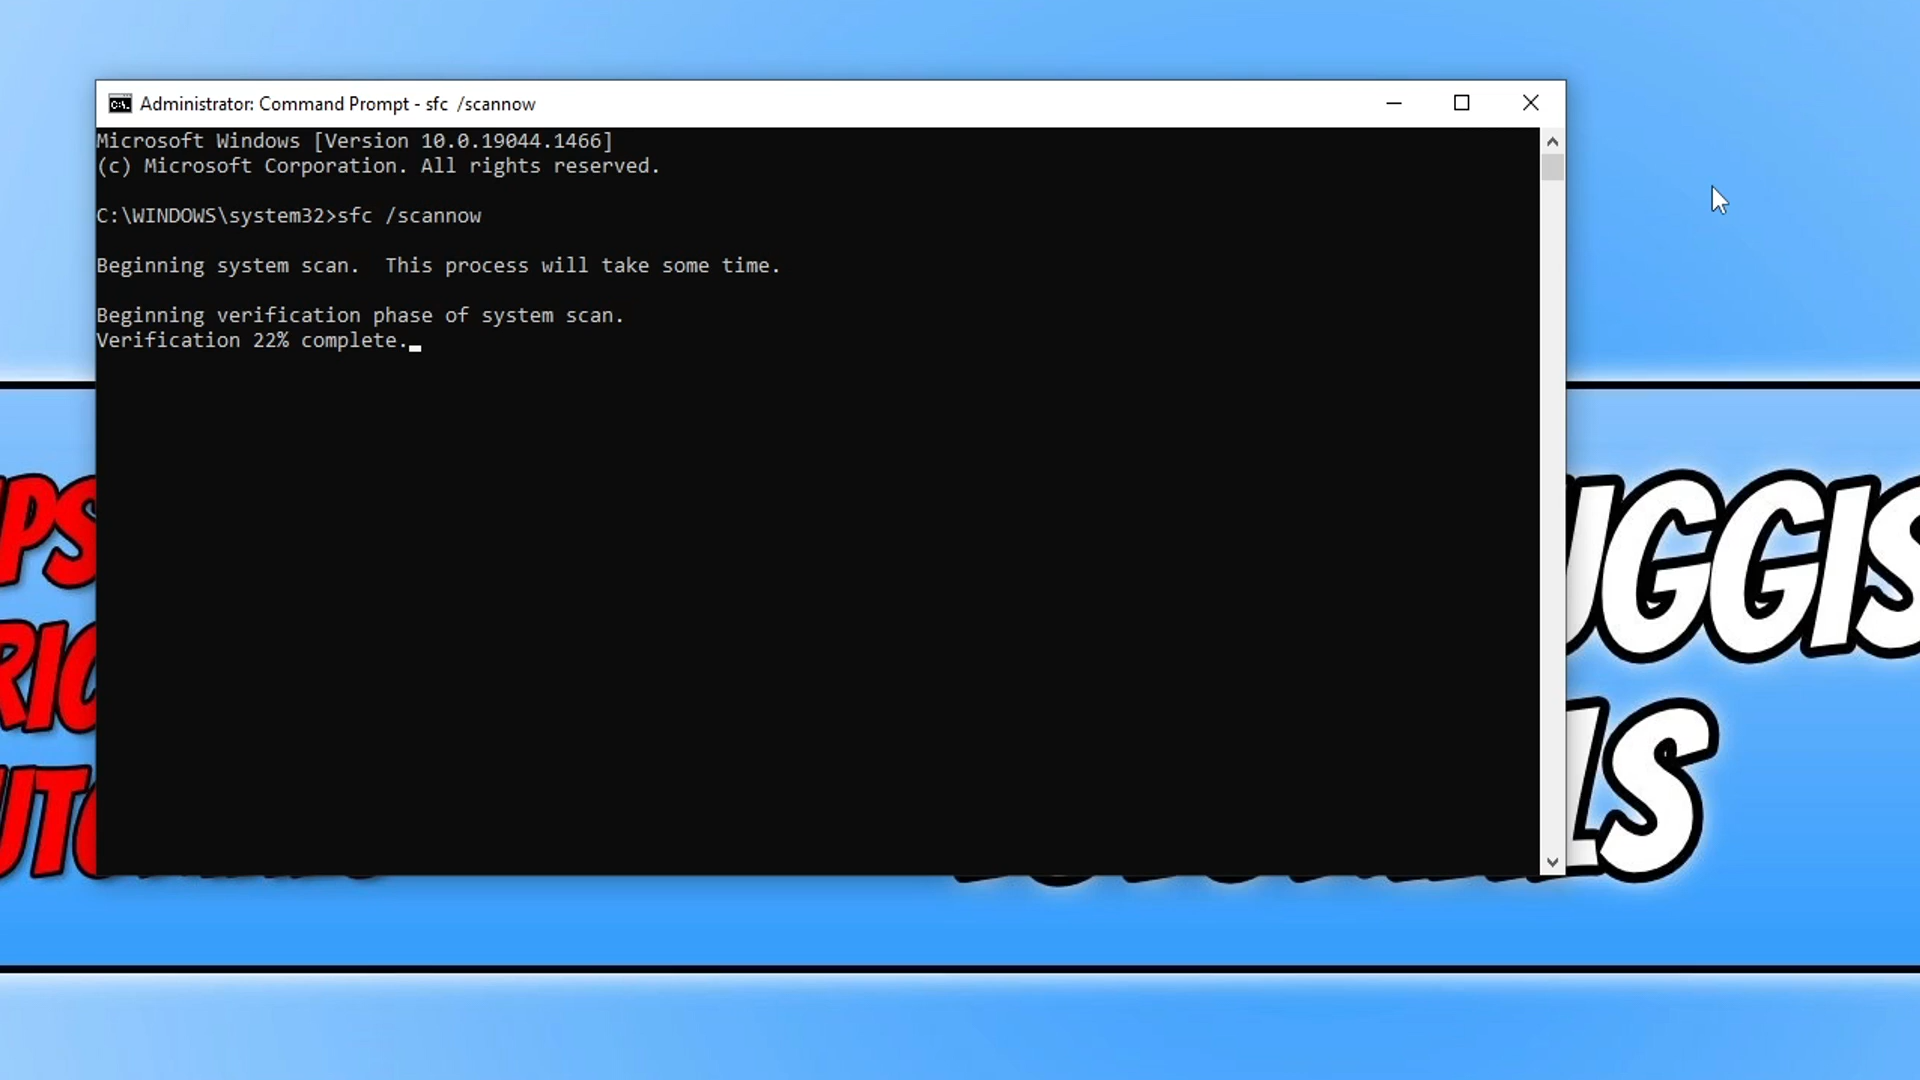 Administrator: Command Prompt - sfc  /scannow
Microsoft Windows [Version 10.0.19044.1466]
(c) Microsoft Corporation. All rights reserved.
C:\WINDOWS\system32>sfc /scannow
Beginning system scan.  This process will take some time.
Beginning verification phase of system scan.
Verification 22% complete.